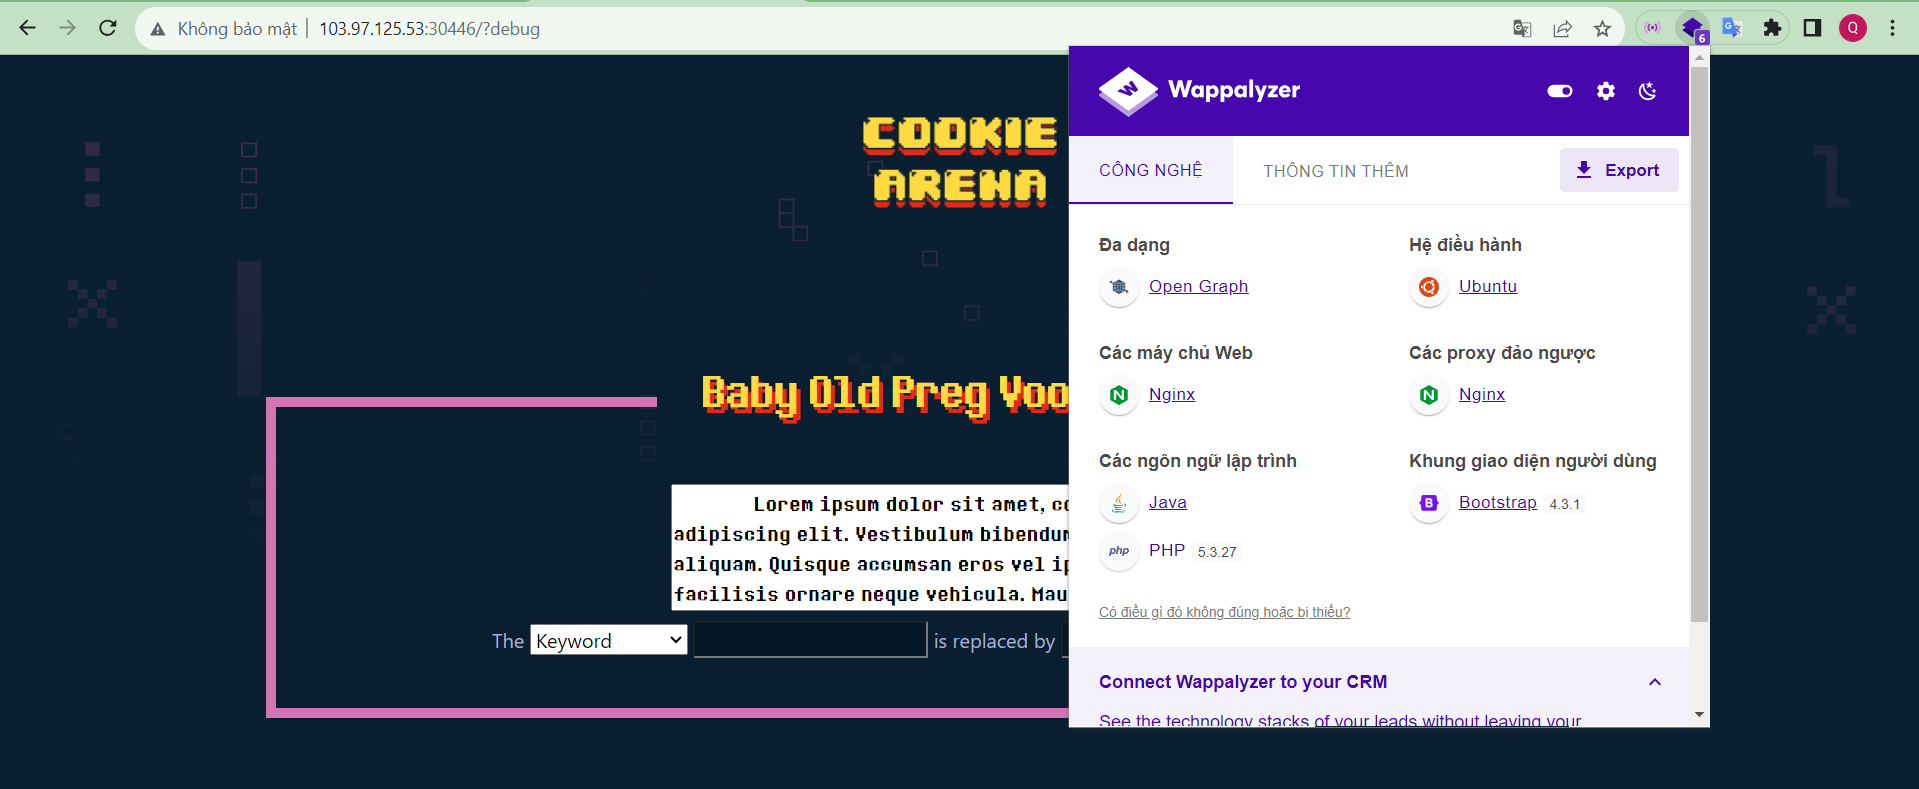 Không bảo mật
103.97.125.53:30446/?debug
Q
6
COOKIE
ARENA
Wappalyzer
CÔNG NGHỆ
THÔNG TIN THÊM
Export
Đa dạng
Hệ điều hành
Open Graph
Ubuntu
Các máy chủ Web
Các proxy đảo ngược
Nginx
Nginx
Các ngôn ngữ lập trình
Khung giao diện người dùng
Java
Bootstrap 4.3.1
php PHP 5.3.27
Có điều gì đó không đúng hoặc bị thiếu?
Connect Wappalyzer to your CRM
See the technology stacks of your leads without leaving your
Baby Old Preg
Lorem ipsum dolor sit amet,
adipiscing elit. Vestibulum bibendum
aliquam. Quisque accumsan eros vel
facilisis ornare neque vehicula.
The Keyword is replaced by